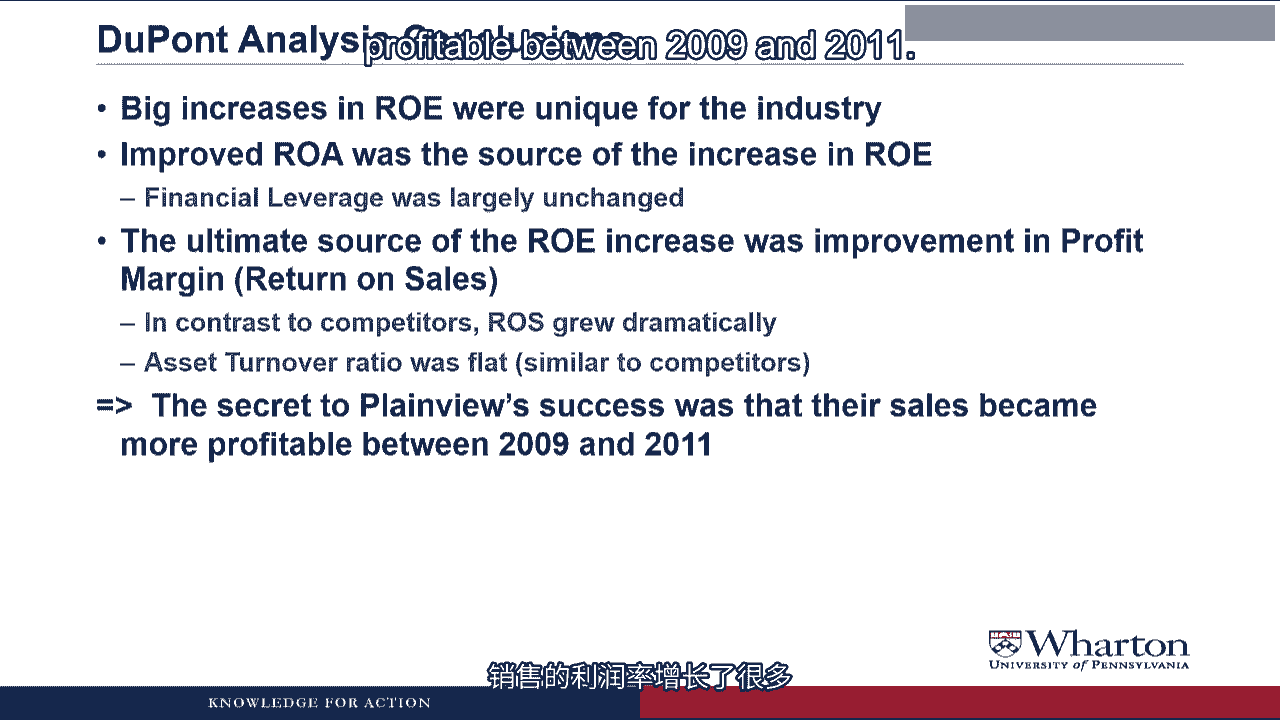 DuPont Analysis Conclusions
profitable between 2009 and 2011.
• Big increases in ROE were unique for the industry
• Improved ROA was the source of the increase in ROE
– Financial Leverage was largely unchanged
• The ultimate source of the ROE increase was improvement in Profit
Margin (Return on Sales)
– In contrast to competitors, ROS grew dramatically
– Asset Turnover ratio was flat (similar to competitors)
=> The secret to Plainview’s success was that their sales became
more profitable between 2009 and 2011
Wharton
UNIVERSITY of PENNSYLVANIA
销售的利润率增长了很多
KNOWLEDGE FOR ACTION